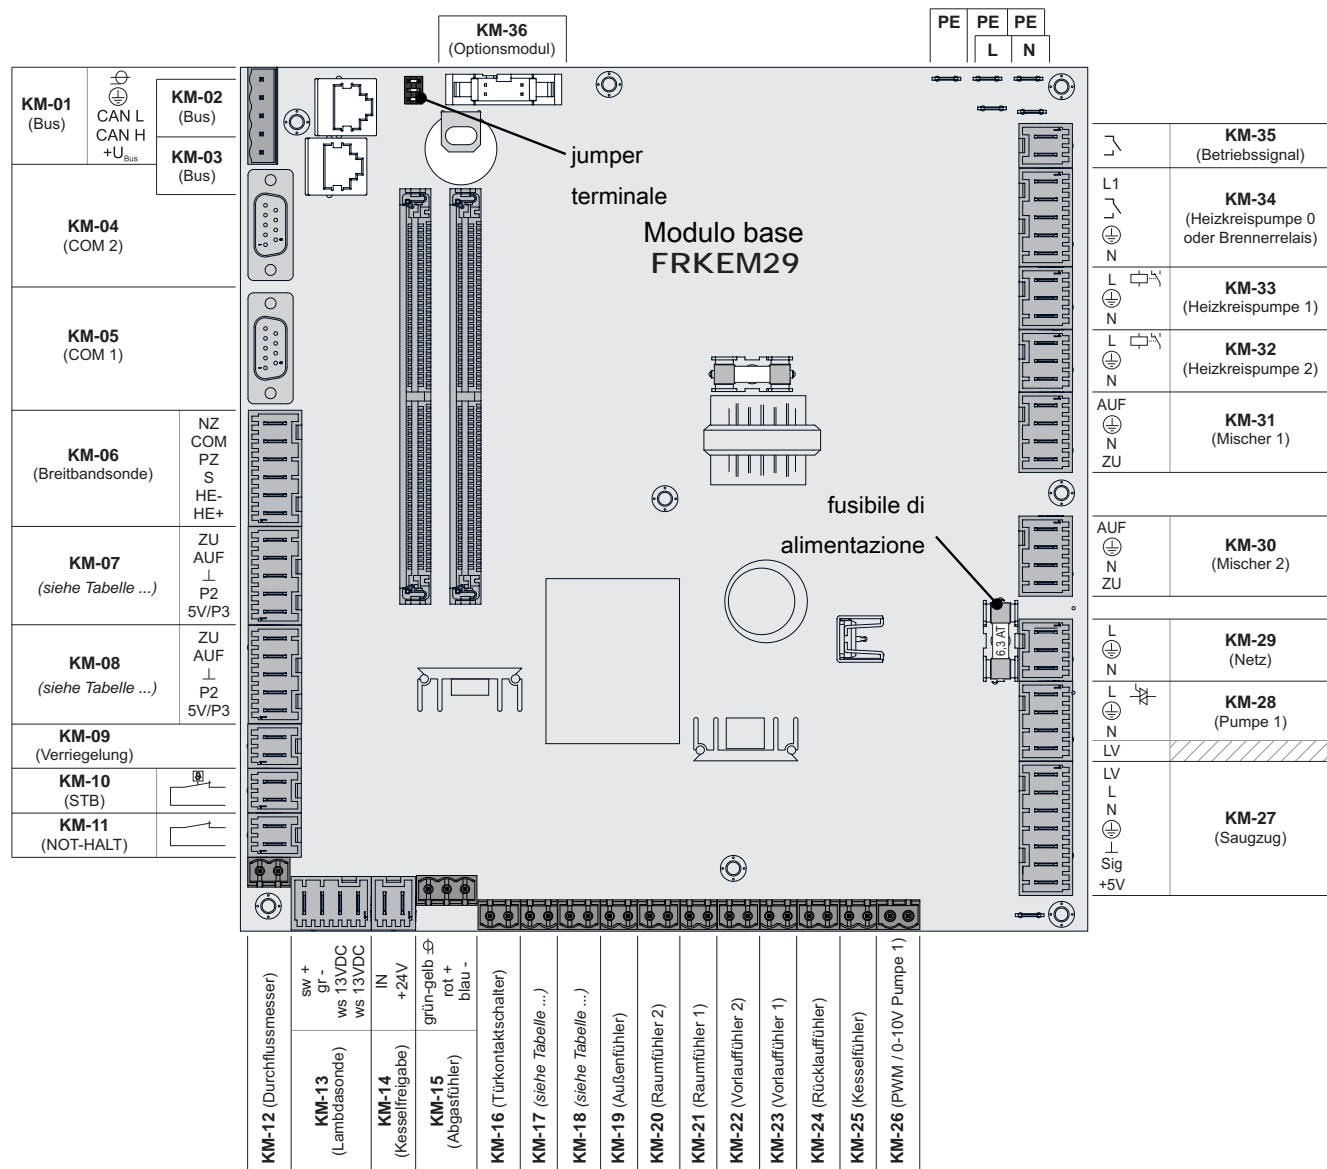 KM-36
(Optionsmodul)
PE PE PE
L N
KM-01
(Bus)
CAN L
CAN H
+UBus
KM-02
(Bus)
KM-03
(Bus)
KM-04
(COM 2)
KM-05
(COM 1)
KM-06
(Breitbandsonde)
NZ
COM
PZ
S
HE-
HE+
KM-07
(siehe Tabelle ...)
ZU
AUF
P2
5V/P3
KM-08
(siehe Tabelle ...)
ZU
AUF
P2
5V/P3
KM-09
(Verriegelung)
KM-10
(STB)
KM-11
(NOT-HALT)
jumper
terminale
Modulo base
FRKEM29
fusibile di
alimentazione
6,3 AT
KM-35
(Betriebssignal)
L1
N
KM-34
(Heizkreispumpe 0
oder Brennerrelais)
L
N
KM-33
(Heizkreispumpe 1)
L
N
KM-32
(Heizkreispumpe 2)
AUF
N
ZU
KM-31
(Mischer 1)
AUF
N
ZU
KM-30
(Mischer 2)
L
N
KM-29
(Netz)
L
N
LV
KM-28
(Pumpe 1)
LV
L
N
Sig
+5V
KM-27
(Saugzug)
KM-12 (Durchflussmesser)
sw +
gr -
ws 13VDC
ws 13VDC
KM-13
(Lambdasonde)
IN
+24V
KM-14
(Kesselfreigabe)
grün-gelb
rot +
blau -
KM-15
(Abgasfühler)
KM-16 (Türkontaktschalter)
KM-17 (siehe Tabelle ...)
KM-18 (siehe Tabelle ...)
KM-19 (Außenfühler)
KM-20 (Raumfühler 2)
KM-21 (Raumfühler 1)
KM-22 (Vorlauffühler 2)
KM-23 (Vorlauffühler 1)
KM-24 (Rücklauffühler)
KM-25 (Kesselfühler)
KM-26 (PWM / 0-10V Pumpe 1)